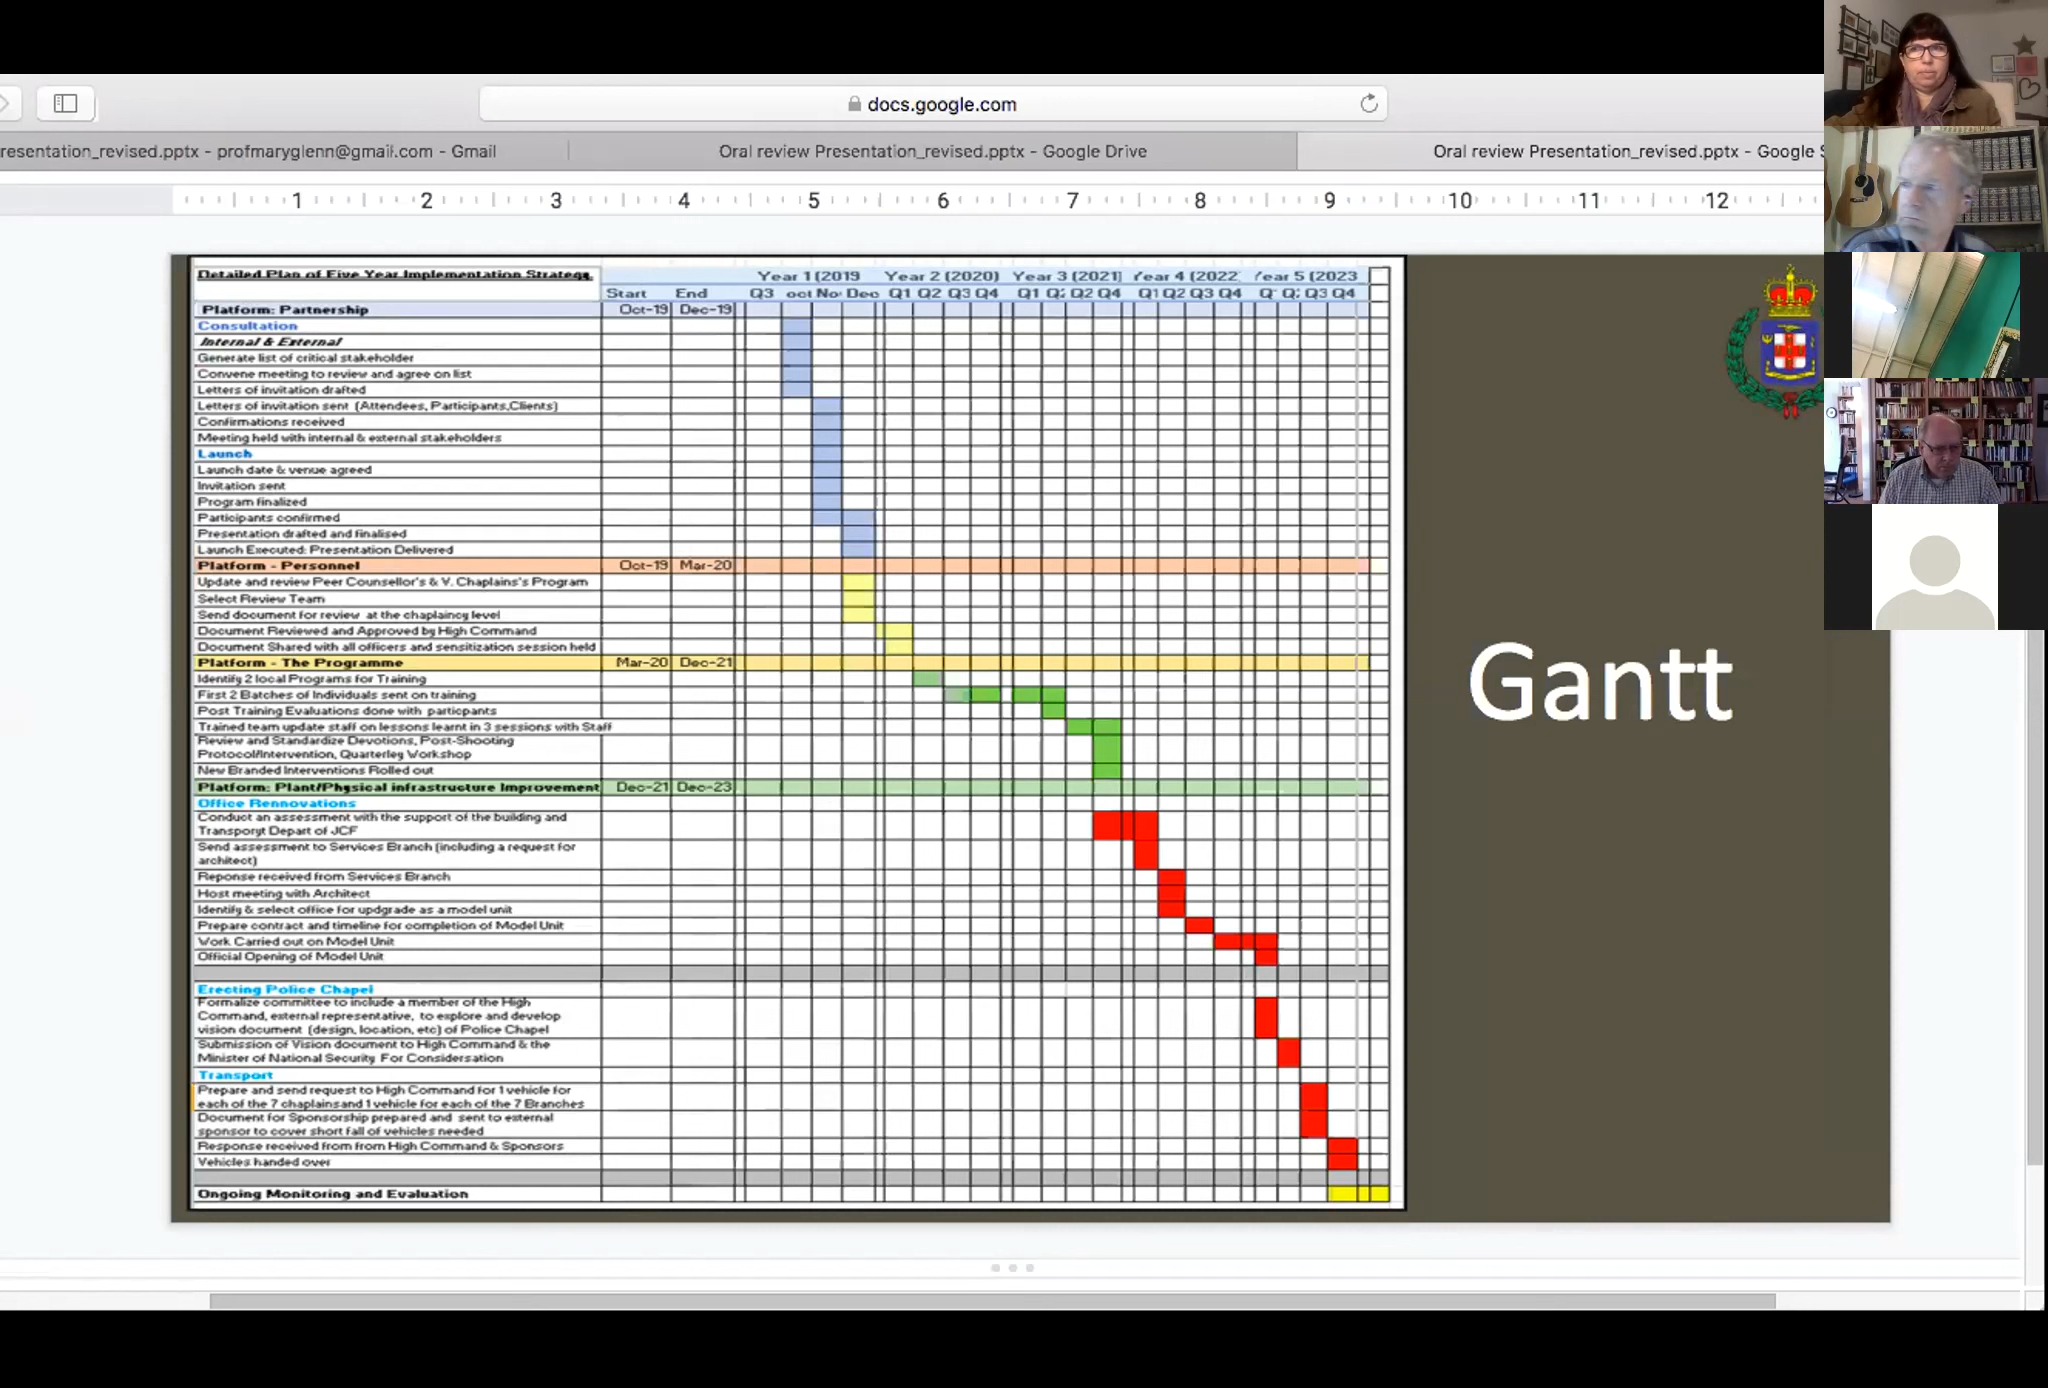 docs.google.com
resentation_revised.pptx - profmaryglenn@gmail.com - Gmail
Oral review Presentation_revised.pptx - Google Drive
Oral review Presentation_revised.pptx - Google S
1 2 3 4 5 6 7 8 9 10 11 12
Detailed Plan of Five Year Implementation Strategy. Year 1 (2019 Year 2 (2020) Year 3 (2021) Year 4 (2022 Year 5 (2023
Start End Q3 oct No Dec Q1 Q2 Q3 Q4 Q1 Q2 Q2 Q4 Q1 Q2 Q3 Q4 Q Q Q3 Q4
Platform: Partnership Oct-19 Dec-19
Consultation
Internal & External
Generate list of critical stakeholder
Convene meeting to review and agree on list
Letters of invitation drafted
Letters of invitation sent (Attendees, Participants,Clients)
Confirmations received
Meeting held with internal & external stakeholders
Launch
Launch date & venue agreed
Invitation sent
Program finalized
Participants confirmed
Presentation drafted and finalised
Launch Executed: Presentation Delivered
Platform - Personnel Oct-19 Mar-20
Update and review Peer Counsellor's & V. Chaplains's Program
Select Review Team
Send document for review at the chaplaincy level
Document Reviewed and Approved by High Command
Document Shared with all officers and sensitization session held
Platform - The Programme Mar-20 Dec-21
Identify 2 local Programs for Training
First 2 Batches of Individuals sent on training
Post Training Evaluations done with particpants
Trained team update staff on lessons learnt in 3 sessions with Staff
Review and Standardize Devotions, Post-Shooting
Protocol/Intervention, Quarterley Workshop
New Branded Interventions Rolled out
Platform: Plant/Physical infrastructure Improvement Dec-21 Dec-23
Office Rennovations
Conduct an assessment with the support of the building and
Transporyt Depart of JCF
Send assessment to Services Branch (including a request for
architect)
Reponse received from Services Branch
Host meeting with Architect
Identify & select office for updgrade as a model unit
Prepare contract and timeline for completion of Model Unit
Work Carried out on Model Unit
Official Opening of Model Unit
Erecting Police Chapel
Formalize committee to include a member of the High
Command, external representative, to explore and develop
vision document (design, location, etc) of Police Chapel
Submission of Vision document to High Command & the
Minister of National Security For Considersation
Transport
Prepare and send request to High Command for 1 vehicle for
each of the 7 chaplainsand 1 vehicle for each of the 7 Branches
Document for Sponsorship prepared and sent to external
sponsor to cover short fall of vehicles needed
Response received from from High Command & Sponsors
Vehicles handed over
Ongoing Monitoring and Evaluation
Gantt